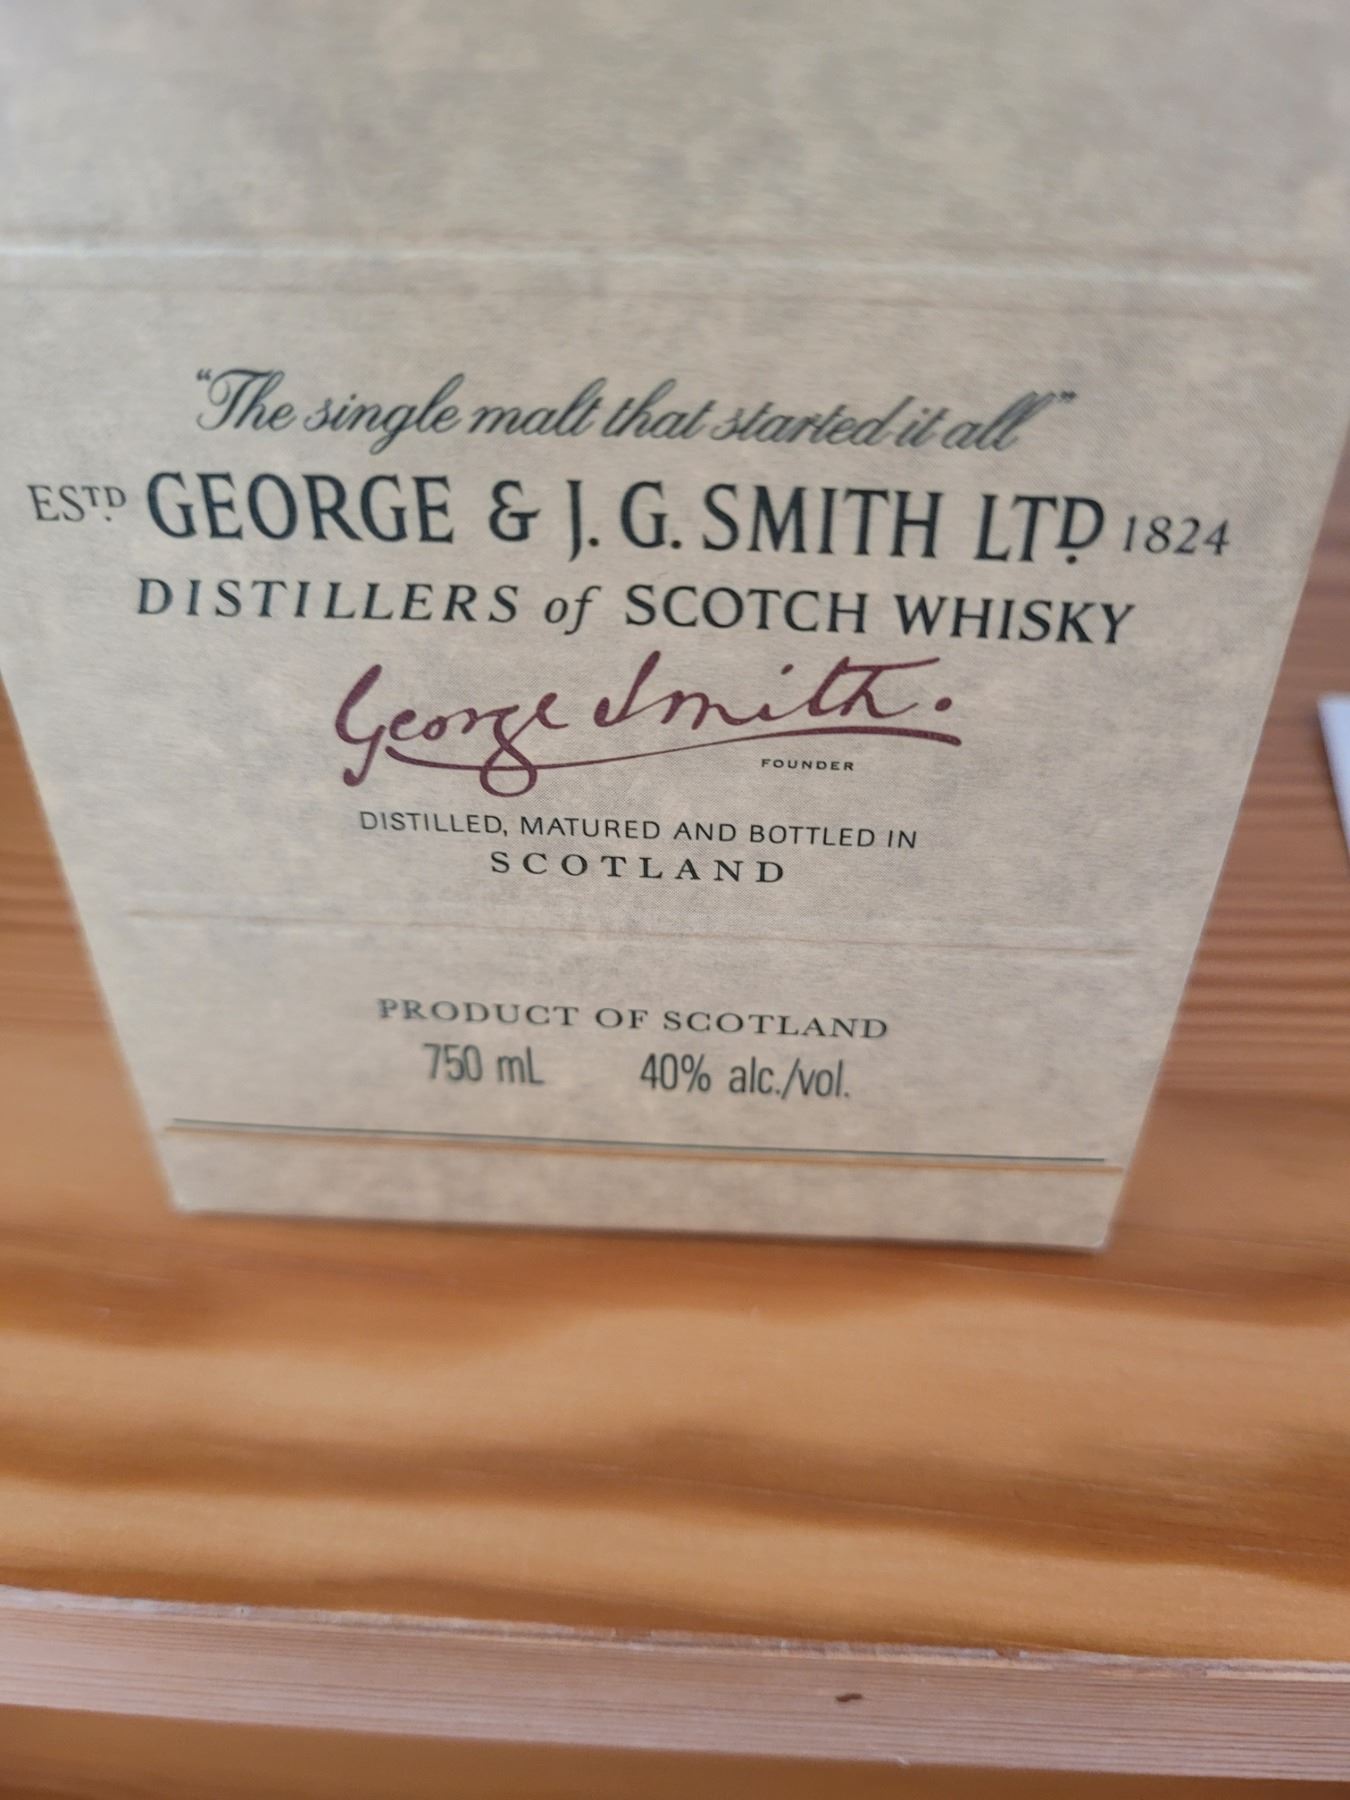 "The single malt that started it all"
ESTD GEORGE & J. G. SMITH LTD 1824
DISTILLERS of SCOTCH WHISKY
George Smith.
FOUNDER
DISTILLED, MATURED AND BOTTLED IN
SCOTLAND
PRODUCT OF SCOTLAND
750 mL 40% alc./vol.